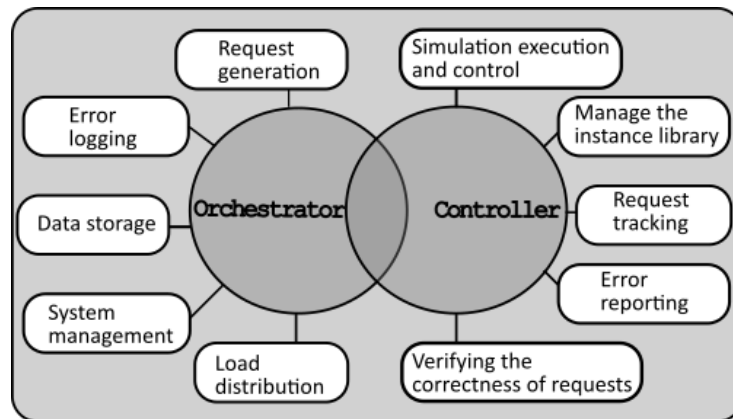 Request
generation
Simulation execution
and control
Error
logging
Manage the
instance library
Data storage
Orchestrator
Controller
Request
tracking
System
management
Error
reporting
Load
distribution
Verifying the
correctness of requests